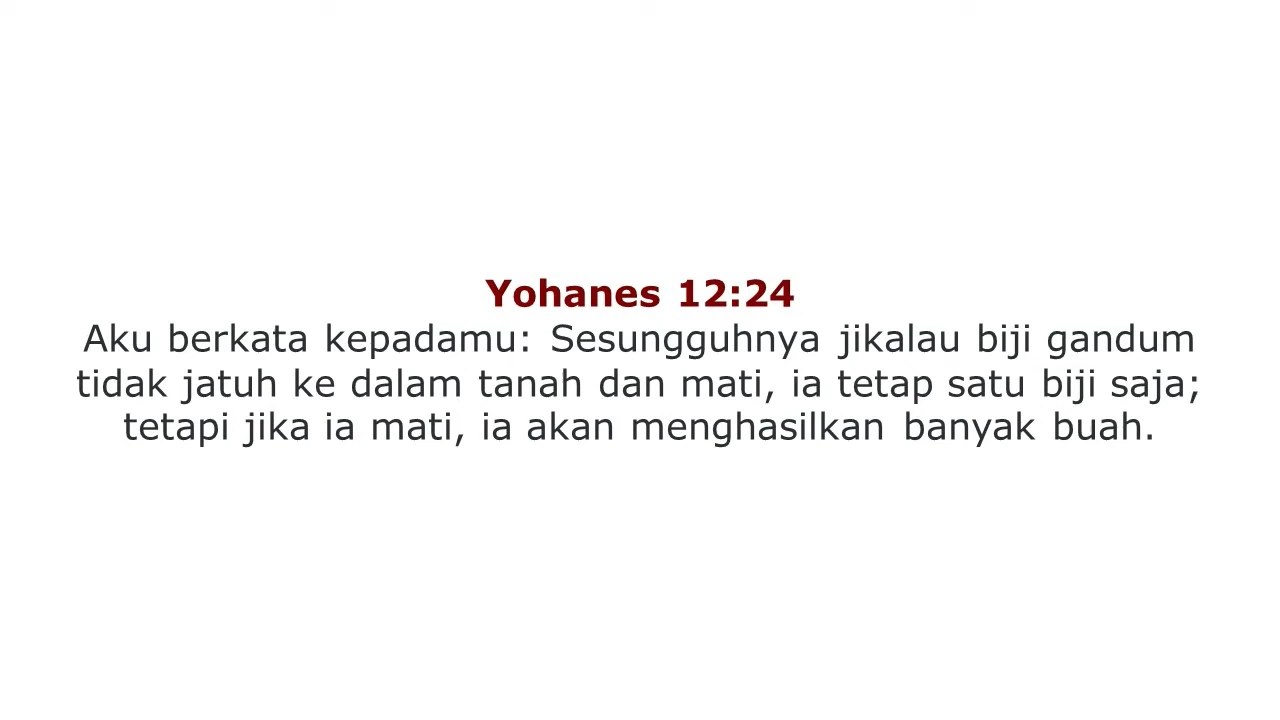 Yohanes 12:24
Aku berkata kepadamu: Sesungguhnya jikalau biji gandum
tidak jatuh ke dalam tanah dan mati, ia tetap satu biji saja;
tetapi jika ia mati, ia akan menghasilkan banyak buah.